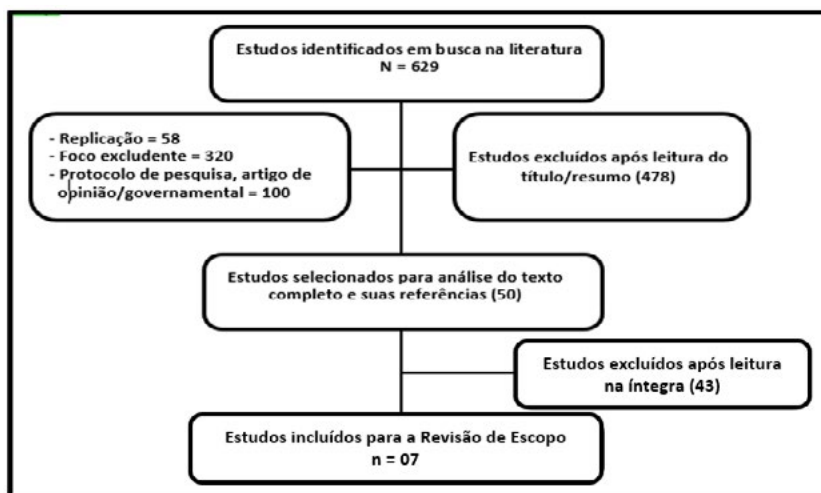 Estudos identificados em busca na literatura
N = 629
- Replicação = 58
- Foco excludente = 320
- Protocolo de pesquisa, artigo de
opinião/governamental = 100
Estudos excluídos após leitura do
título/resumo (478)
Estudos selecionados para análise do texto
completo e suas referências (50)
Estudos excluídos após leitura
na íntegra (43)
Estudos incluídos para a Revisão de Escopo
n = 07